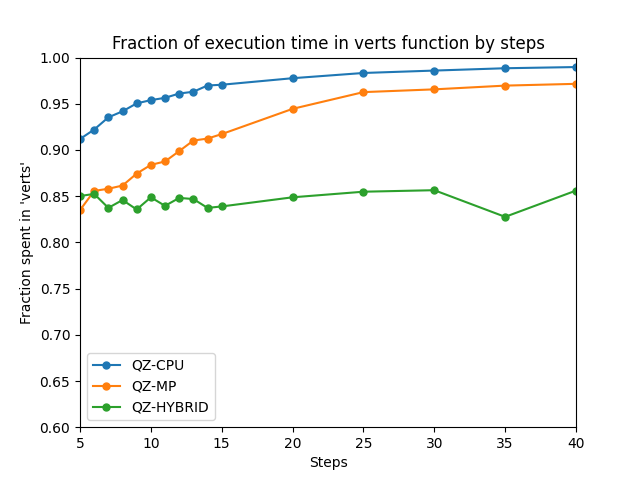 Fraction of execution time in verts function by steps
Fraction spent in 'verts'
1.00
0.95
0.90
0.85
0.80
0.75
0.70
0.65
0.60
QZ-CPU
QZ-MP
QZ-HYBRID
5 10 15 20 25 30 35 40
Steps